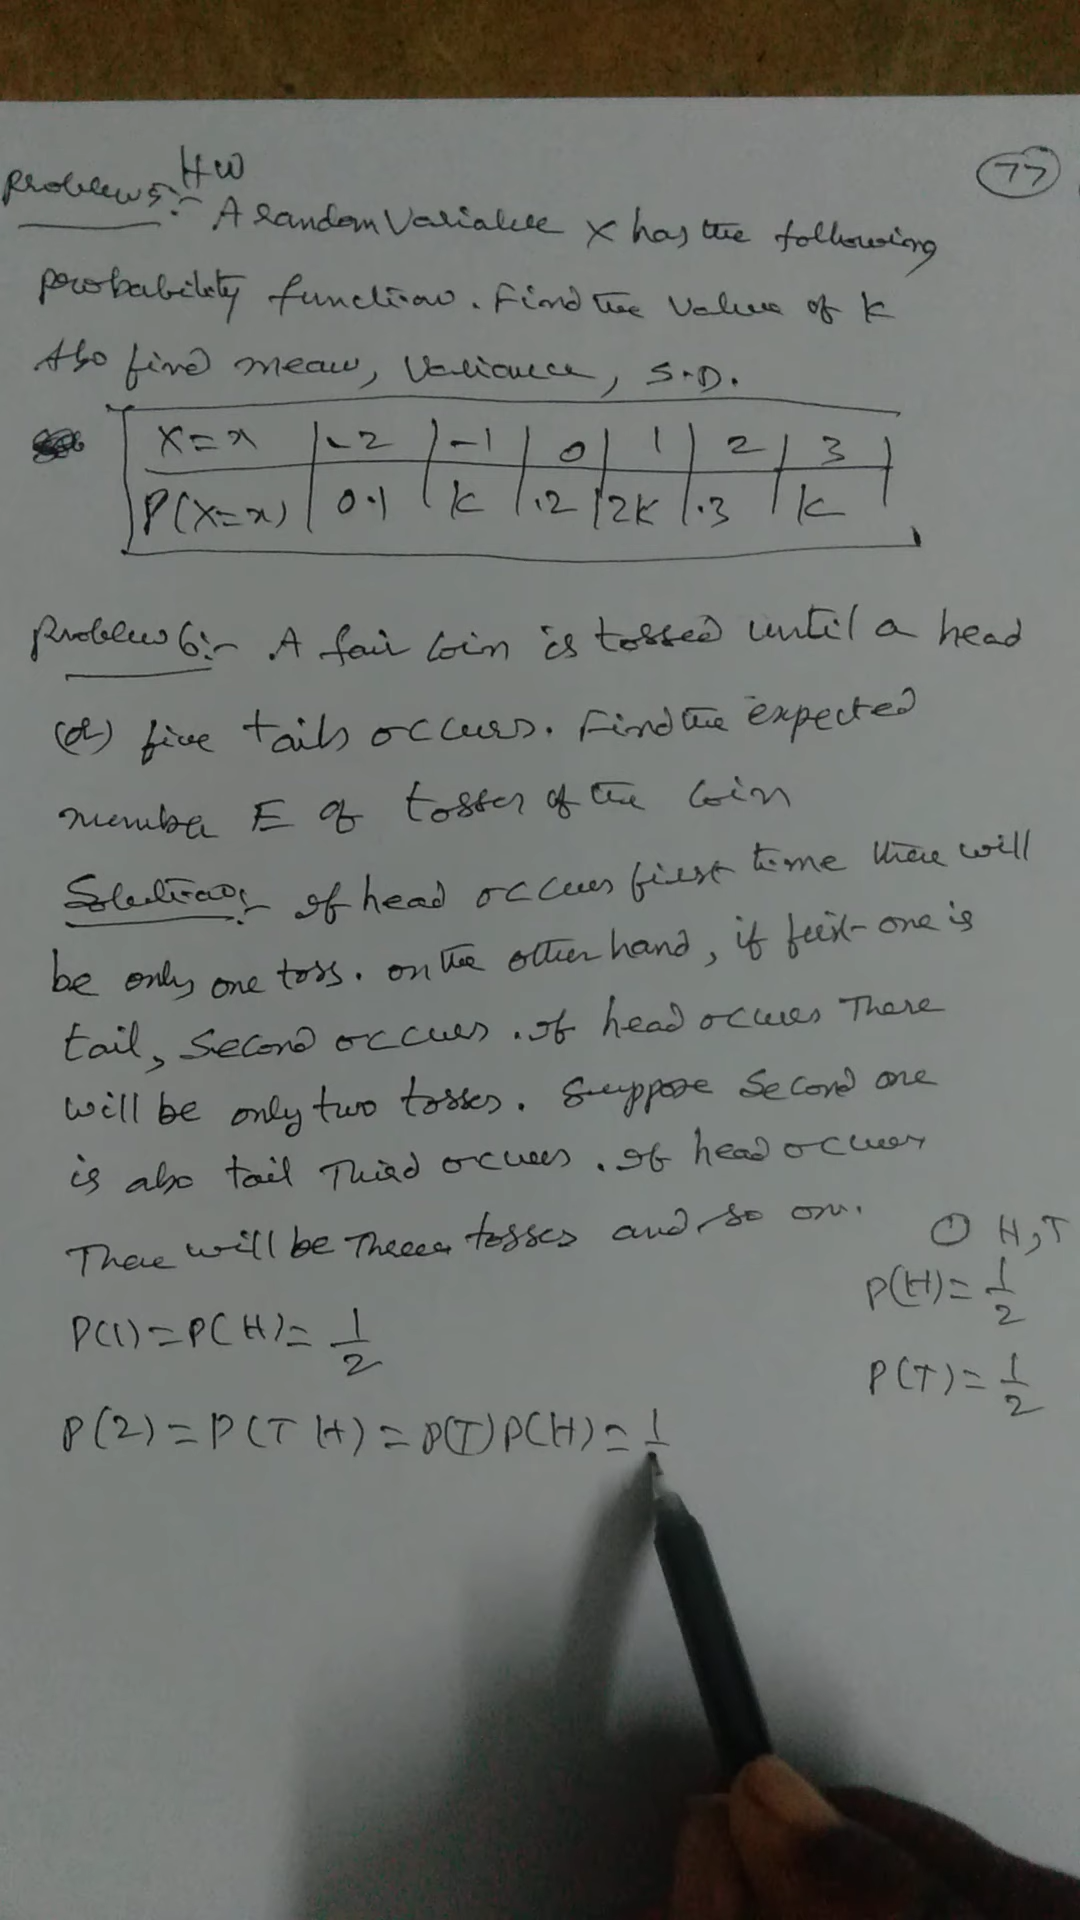 HW
77
Problem 5:- A random variable X has the following
probability function. Find the value of K
Also find mean, Variance, S.D.
X=x | -2 | -1 | 0 | 1 | 2 | 3 |
P(X=x) | 0.1 | K | .2 | 2K | .3 | K
Problem 6:- A fair coin is tossed until a head
(or) five tails occurs. Find the expected
number E of tosses of the coin
Solution:- If head occurs first time there will
be only one toss. on the other hand, if first one is
tail, Second occurs. If head occures There
will be only two tosses. Suppose Second one
is also tail Third occures. If head occures
There will be Three tosses and so on.
① H,T
P(H)=1/2
P(1)=P(H)=1/2
P(T)=1/2
P(2)=P(TH)=P(T)P(H)=1